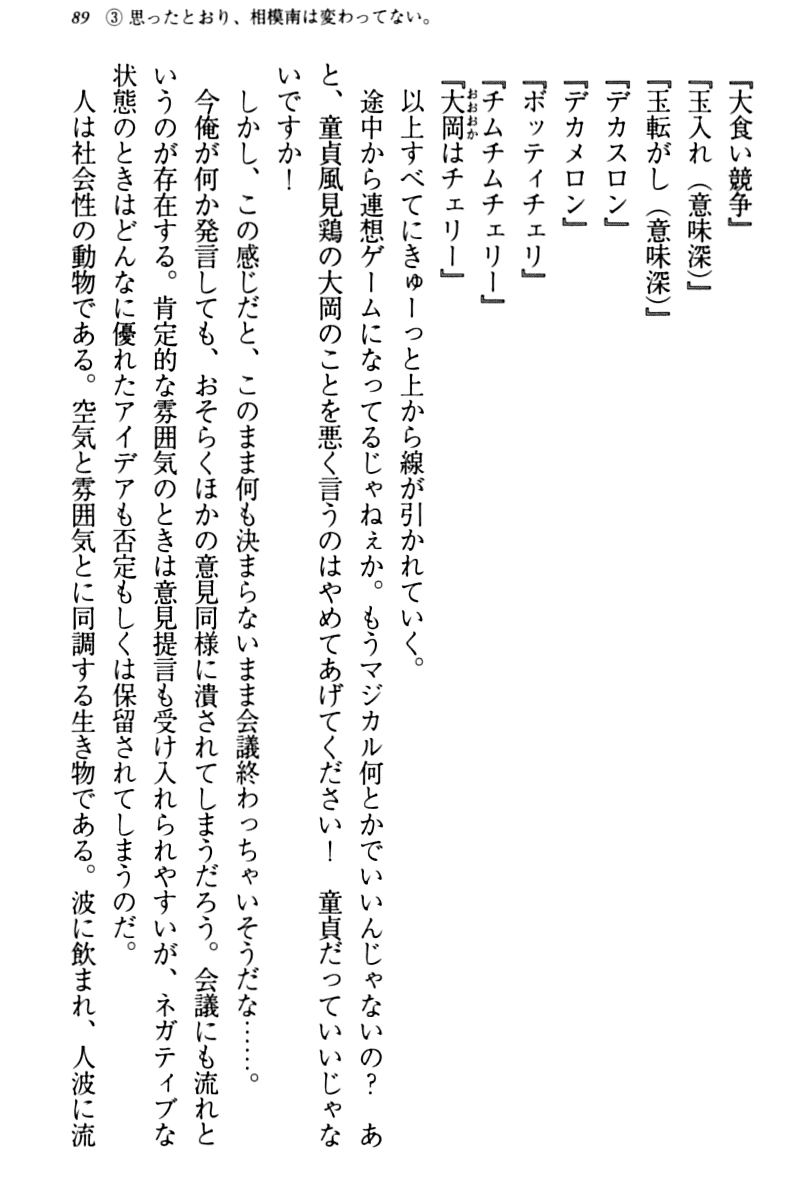 89 ③ 思ったとおり、相模南は変わってない。
『大食い競争』
『玉入れ（意味深）』
『玉転がし（意味深）』
『デカスロン』
『デカメロン』
『ボッティチェリ』
『チムチムチェリー』
『大岡はチェリー』
おおおか
以上すべてにきゅーっと上から線が引かれていく。
途中から連想ゲームになってるじゃねぇか。もうマジカル何とかでいいんじゃないの？　あ
と、童貞風見鶏の大岡のことを悪く言うのはやめてあげてください！　童貞だっていいじゃな
いですか！
しかし、この感じだと、このまま何も決まらないまま会議終わっちゃいそうだな……。
今俺が何か発言しても、おそらくほかの意見同様に潰されてしまうだろう。会議にも流れと
いうのが存在する。肯定的な雰囲気のときは意見提言も受け入れられやすいが、ネガティブな
状態のときはどんなに優れたアイデアも否定もしくは保留されてしまうのだ。
人は社会性の動物である。空気と雰囲気とに同調する生き物である。波に飲まれ、人波に流